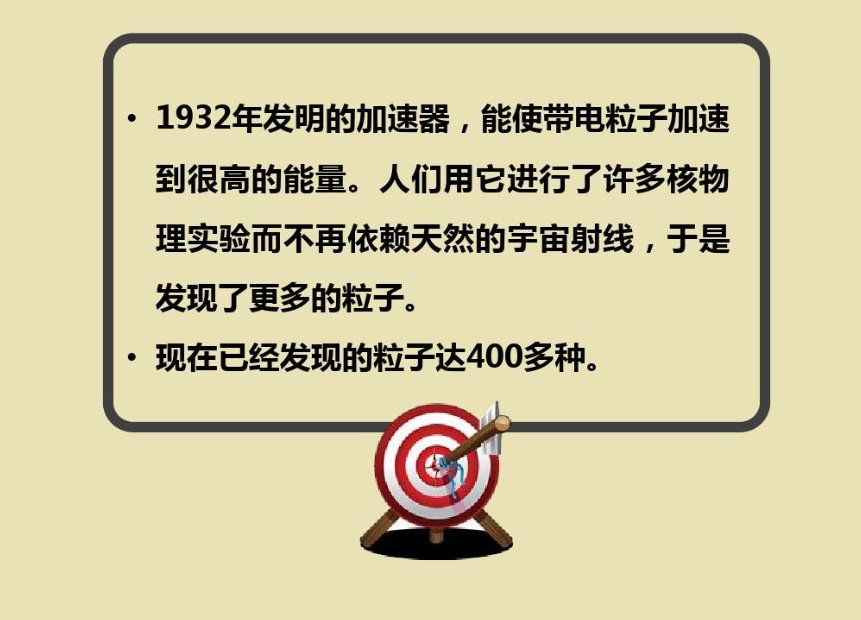 • 1932年发明的加速器，能使带电粒子加速
到很高的能量。人们用它进行了许多核物
理实验而不再依赖天然的宇宙射线，于是
发现了更多的粒子。
• 现在已经发现的粒子达400多种。